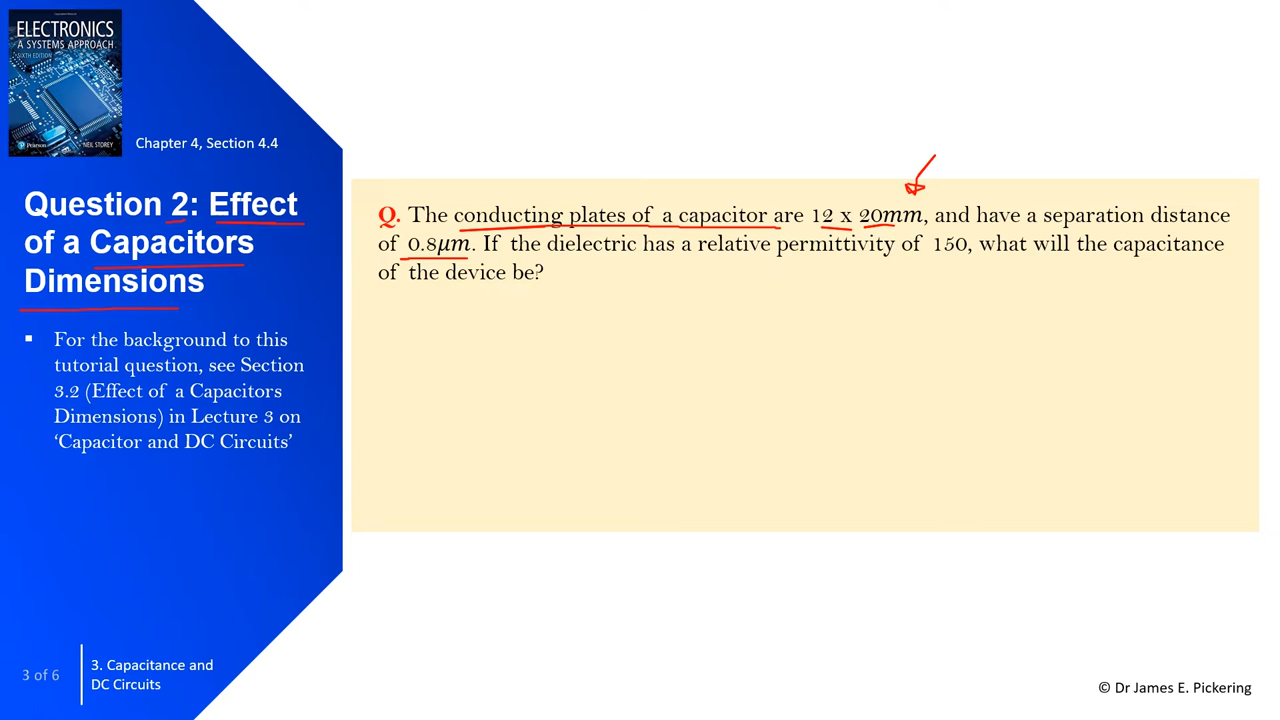 ELECTRONICS
A SYSTEMS APPROACH
SIXTH EDITION
Pearson
NEIL STOREY
Chapter 4, Section 4.4
Question 2: Effect
of a Capacitors
Dimensions
▪ For the background to this
tutorial question, see Section
3.2 (Effect of a Capacitors
Dimensions) in Lecture 3 on
‘Capacitor and DC Circuits’
Q. The conducting plates of a capacitor are 12 x 20mm, and have a separation distance
of 0.8μm. If the dielectric has a relative permittivity of 150, what will the capacitance
of the device be?
3 of 6
3. Capacitance and
DC Circuits
© Dr James E. Pickering